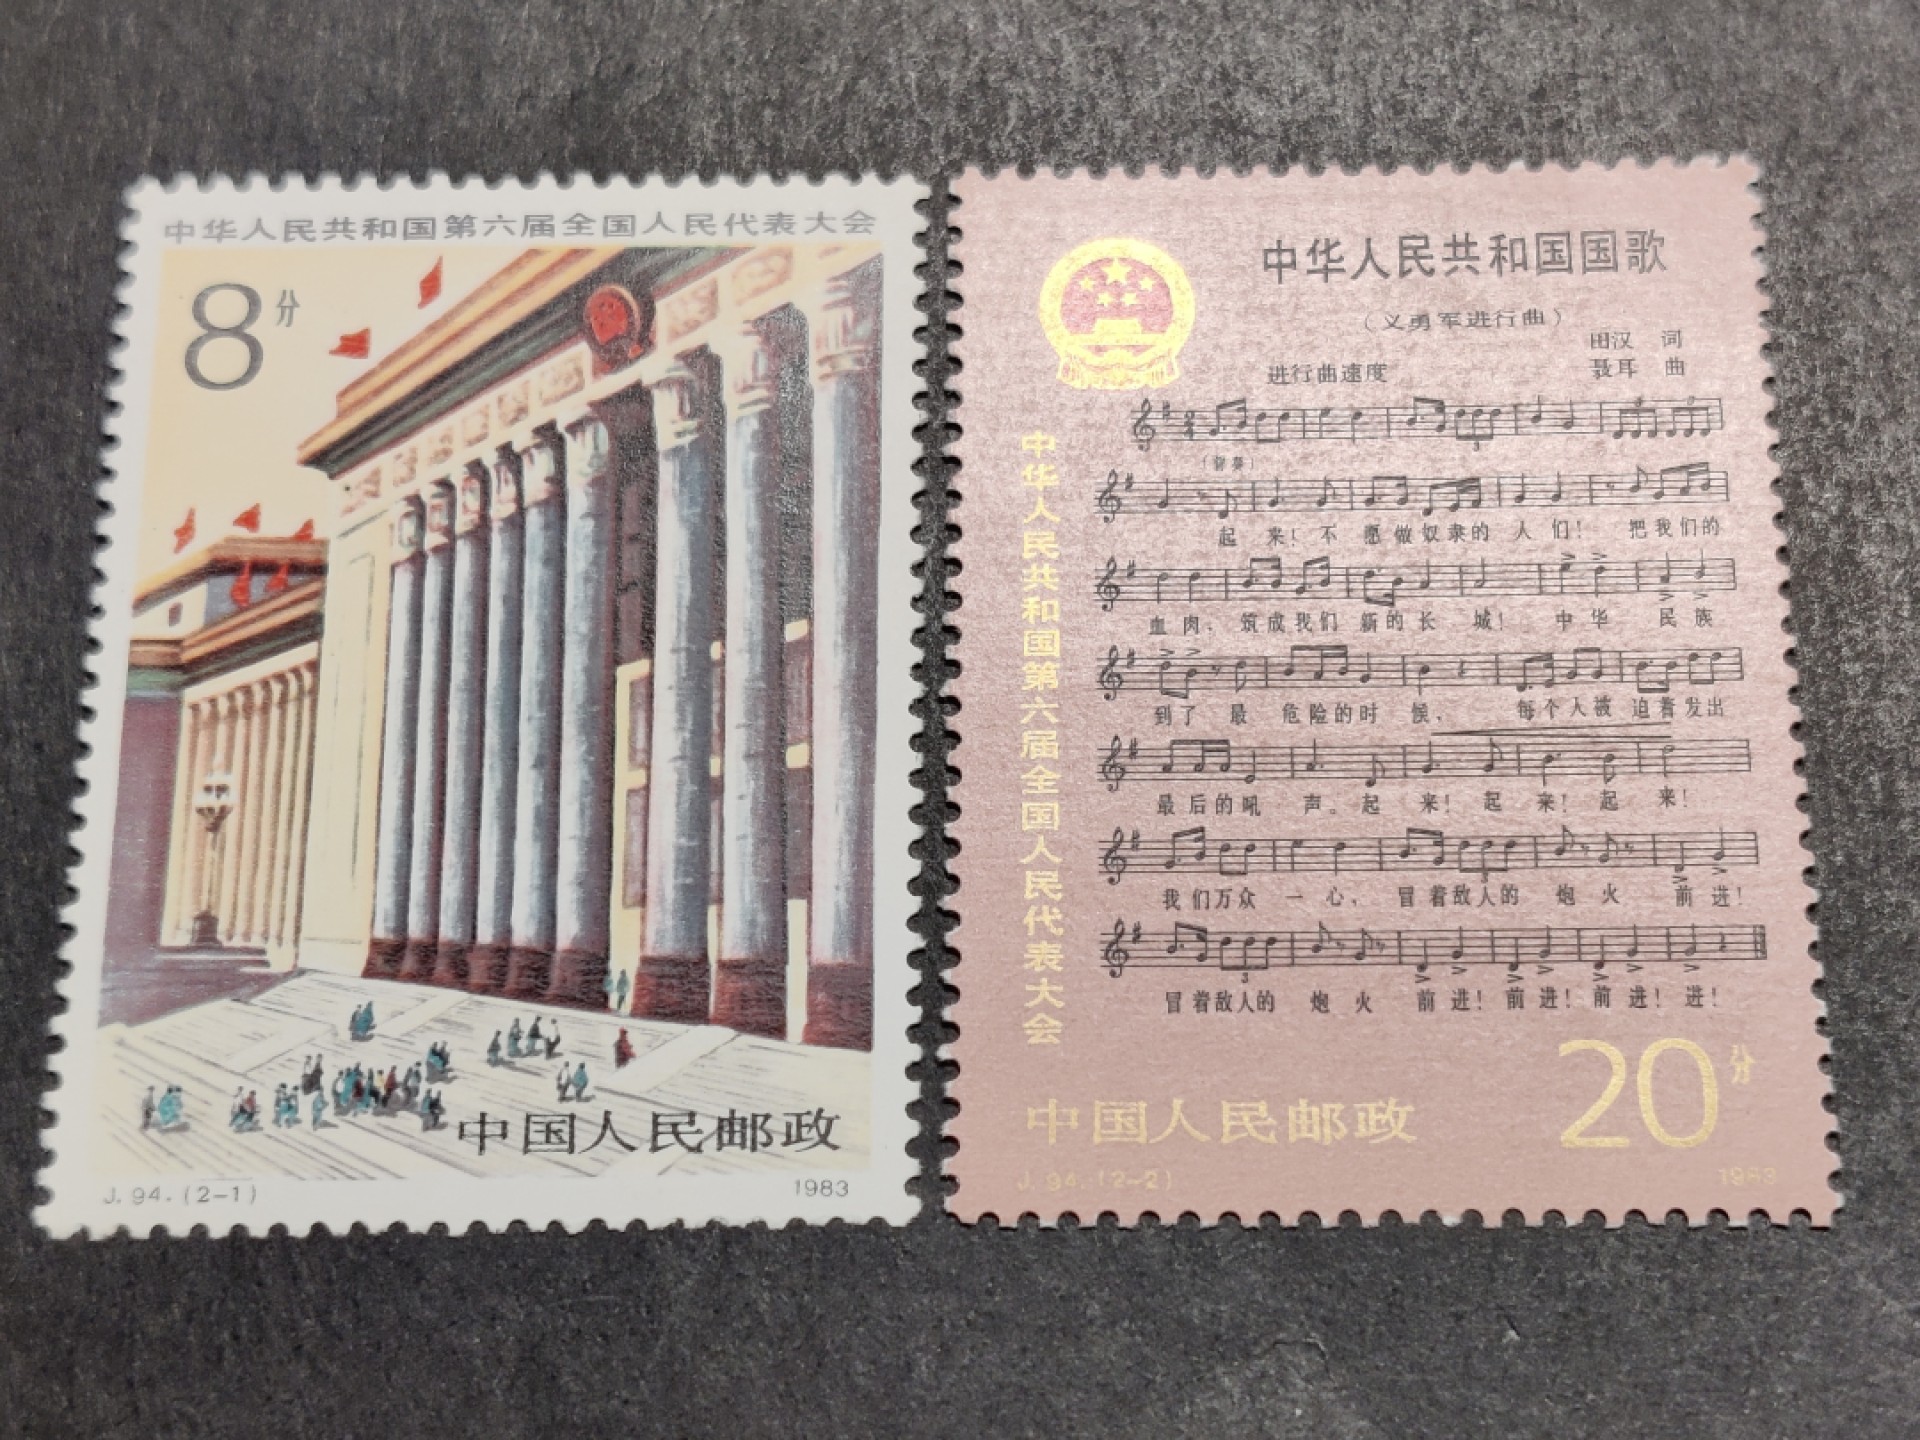 中华人民共和国第六届全国人民代表大会
8分
中国人民邮政
J.94.(2-1)
1983
中华人民共和国国歌
(义勇军进行曲)
田汉 词
进行曲速度
聂耳 曲
中华人民共和国第六届全国人民代表大会
2
4
3
3
(前奏)
起来!不愿做奴隶的人们!把我们的
血肉,筑成我们新的长城!中华民族
到了最危险的时候,每个人被迫着发出
最后的吼声。起来!起来!起来!
我们万众一心,冒着敌人的炮火前进!
3
冒着敌人的炮火前进!前进!前进!进!
3
20分
中国人民邮政
J.94.(2-2)
1983